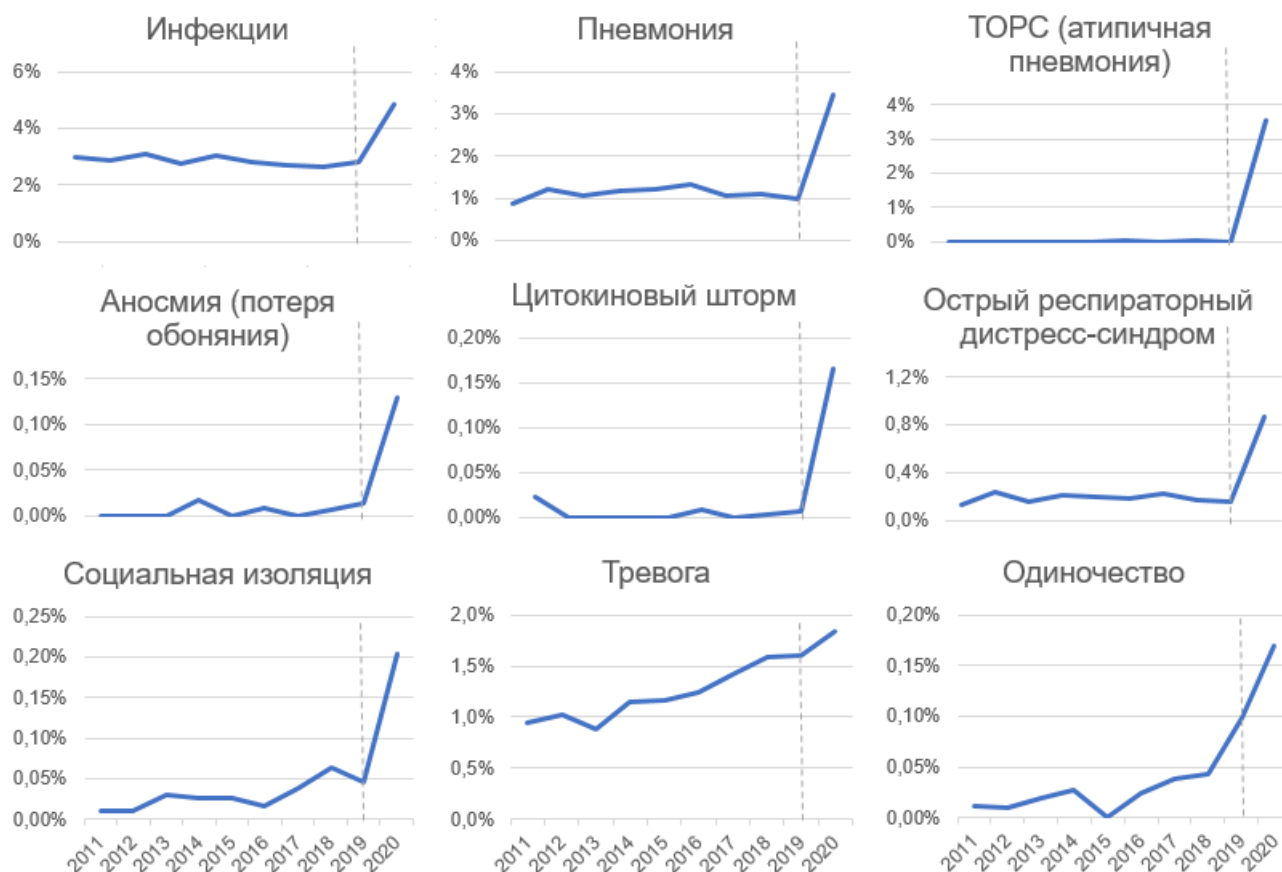 Инфекции
6%
4%
2%
0%
Пневмония
4%
3%
2%
1%
0%
ТОРС (атипичная
пневмония)
4%
3%
2%
1%
0%
Аносмия (потеря
обоняния)
0,15%
0,10%
0,05%
0,00%
Цитокиновый шторм
0,20%
0,15%
0,10%
0,05%
0,00%
Острый респираторный
дистресс-синдром
1,2%
0,8%
0,4%
0,0%
Социальная изоляция
0,25%
0,20%
0,15%
0,10%
0,05%
0,00%
2011 2012 2013 2014 2015 2016 2017 2018 2019 2020
Тревога
2,0%
1,5%
1,0%
0,5%
0,0%
2011 2012 2013 2014 2015 2016 2017 2018 2019 2020
Одиночество
0,20%
0,15%
0,10%
0,05%
0,00%
2011 2012 2013 2014 2015 2016 2017 2018 2019 2020